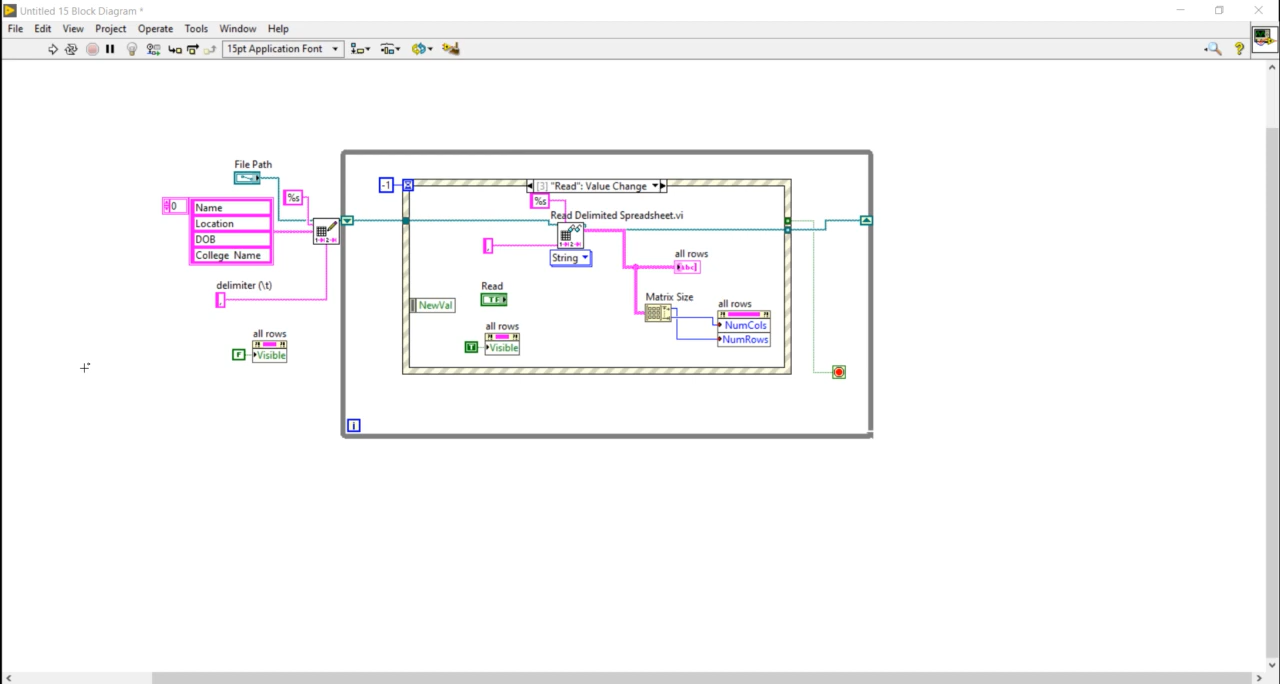 Untitled 15 Block Diagram *
File Edit View Project Operate Tools Window Help
15pt Application Font
File Path
%s
0
Name
Location
DOB
College Name
delimiter (\t)
,
all rows
F
Visible
-1
[3] "Read": Value Change
%s
Read Delimited Spreadsheet.vi
,
String
all rows
abc
Read
TF
NewVal
all rows
T
Visible
Matrix Size
all rows
NumCols
NumRows
i